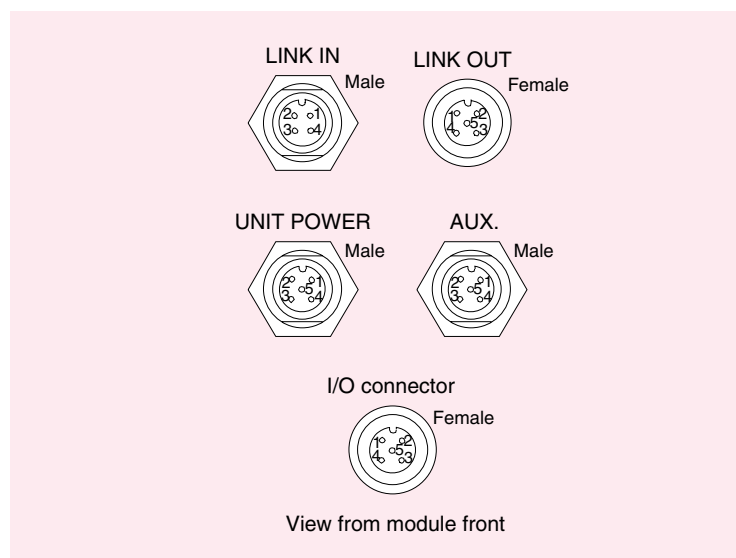 LINK IN
Male
2 1
3 4
LINK OUT
Female
1 2
5
4 3
UNIT POWER
Male
2 1
5
3 4
AUX.
Male
2 1
5
3 4
I/O connector
Female
1 2
5
4 3
View from module front